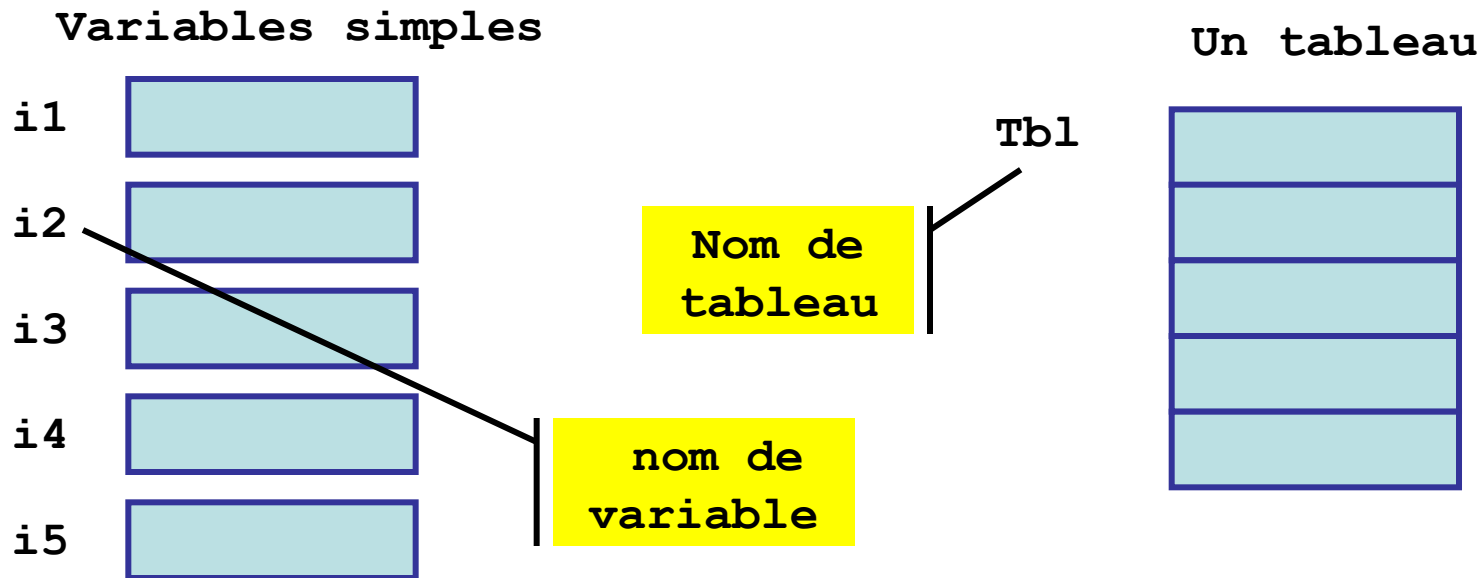 Variables simples
i1
i2
i3
i4
i5
nom de
variable
Un tableau
Tbl
Nom de
tableau